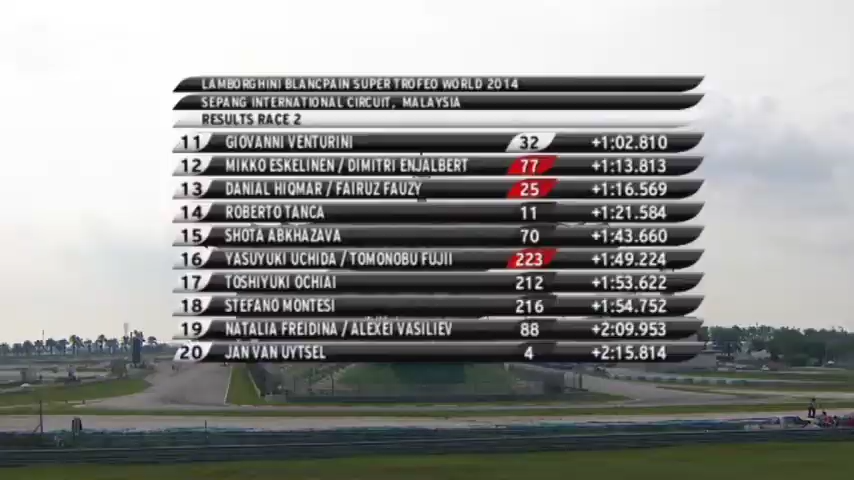 LAMBORGHINI BLANCPAIN SUPER TROFEO WORLD 2014
SEPANG INTERNATIONAL CIRCUIT, MALAYSIA
RESULTS RACE 2
11 GIOVANNI VENTURINI 32 +1:02.810
12 MIKKO ESKELINEN / DIMITRI ENJALBERT 77 +1:13.813
13 DANIAL HIQMAR / FAIRUZ FAUZY 25 +1:16.569
14 ROBERTO TANCA 11 +1:21.584
15 SHOTA ABKHAZAVA 70 +1:43.660
16 YASUYUKI UCHIDA / TOMONOBU FUJII 223 +1:49.224
17 TOSHIYUKI OCHIAI 212 +1:53.622
18 STEFANO MONTESI 216 +1:54.752
19 NATALIA FREIDINA / ALEXEI VASILIEV 88 +2:09.953
20 JAN VAN UYTSEL 4 +2:15.814